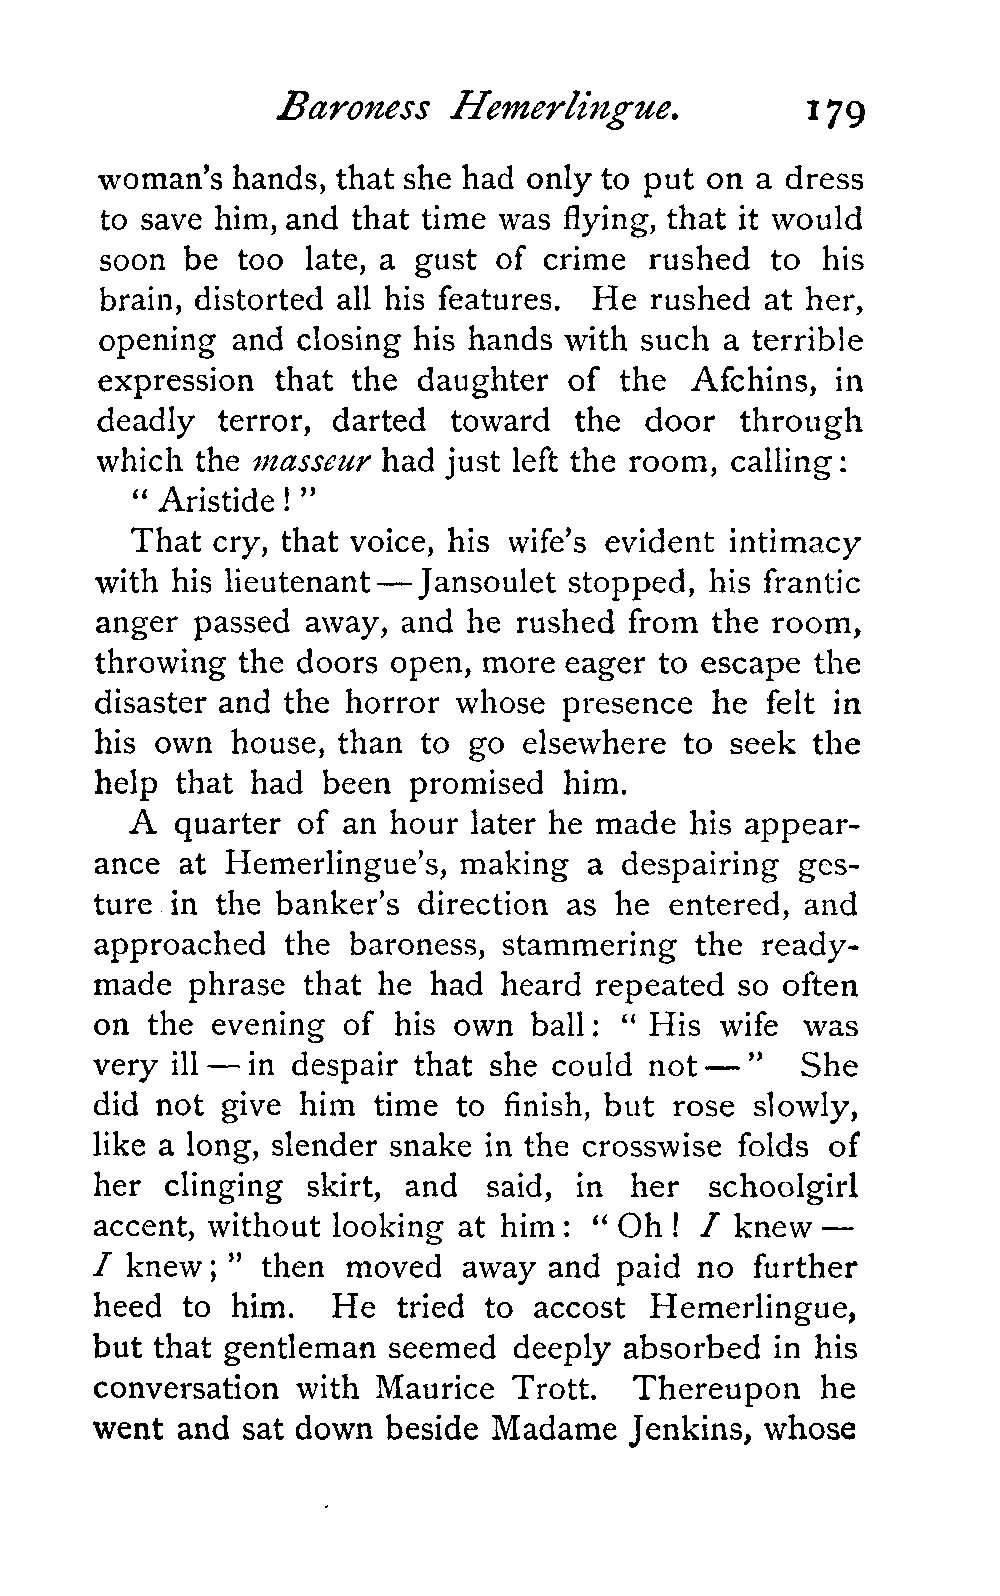 Baroness Hemerlingue. 179
woman's hands, that she had only to put on a dress
to save him, and that time was flying, that it would
soon be too late, a gust of crime rushed to his
brain, distorted all his features. He rushed at her,
opening and closing his hands with such a terrible
expression that the daughter of the Afchins, in
deadly terror, darted toward the door through
which the masseur had just left the room, calling:
" Aristide ! "
That cry, that voice, his wife's evident intimacy
with his lieutenant — Jansoulet stopped, his frantic
anger passed away, and he rushed from the room,
throwing the doors open, more eager to escape the
disaster and the horror whose presence he felt in
his own house, than to go elsewhere to seek the
help that had been promised him.
A quarter of an hour later he made his appear-
ance at Hemerlingue's, making a despairing ges-
ture in the banker's direction as he entered, and
approached the baroness, stammering the ready-
made phrase that he had heard repeated so often
on the evening of his own ball: " His wife was
very ill — in despair that she could not — " She
did not give him time to finish, but rose slowly,
like a long, slender snake in the crosswise folds of
her clinging skirt, and said, in her schoolgirl
accent, without looking at him: " Oh ! I knew —
I knew; " then moved away and paid no further
heed to him. He tried to accost Hemerlingue,
but that gentleman seemed deeply absorbed in his
conversation with Maurice Trott. Thereupon he
went and sat down beside Madame Jenkins, whose